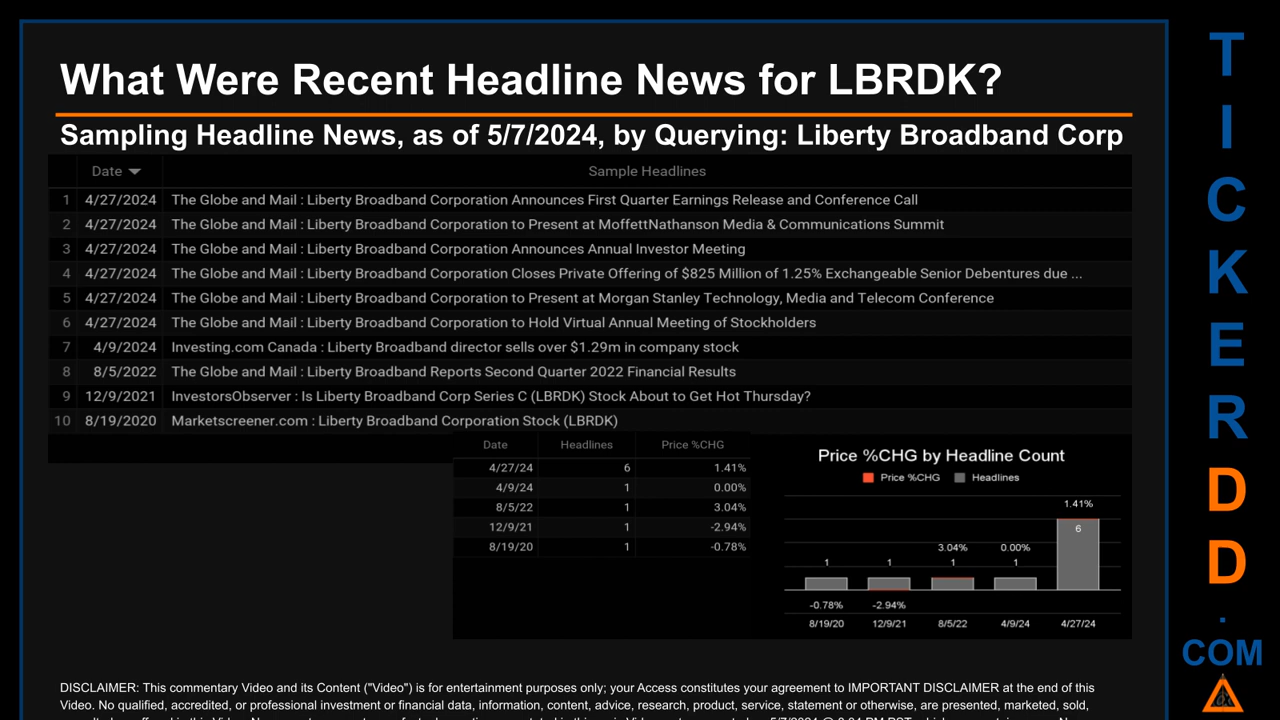 What Were Recent Headline News for LBRDK?
Sampling Headline News, as of 5/7/2024, by Querying: Liberty Broadband Corp
Date Sample Headlines
1 4/27/2024 The Globe and Mail : Liberty Broadband Corporation Announces First Quarter Earnings Release and Conference Call
2 4/27/2024 The Globe and Mail : Liberty Broadband Corporation to Present at MoffettNathanson Media & Communications Summit
3 4/27/2024 The Globe and Mail : Liberty Broadband Corporation Announces Annual Investor Meeting
4 4/27/2024 The Globe and Mail : Liberty Broadband Corporation Closes Private Offering of $825 Million of 1.25% Exchangeable Senior Debentures due ...
5 4/27/2024 The Globe and Mail : Liberty Broadband Corporation to Present at Morgan Stanley Technology, Media and Telecom Conference
6 4/27/2024 The Globe and Mail : Liberty Broadband Corporation to Hold Virtual Annual Meeting of Stockholders
7 4/9/2024 Investing.com Canada : Liberty Broadband director sells over $1.29m in company stock
8 8/5/2022 The Globe and Mail : Liberty Broadband Reports Second Quarter 2022 Financial Results
9 12/9/2021 InvestorsObserver : Is Liberty Broadband Corp Series C (LBRDK) Stock About to Get Hot Thursday?
10 8/19/2020 Marketscreener.com : Liberty Broadband Corporation Stock (LBRDK)
Date Headlines Price %CHG
4/27/24 6 1.41%
4/9/24 1 0.00%
8/5/22 1 3.04%
12/9/21 1 -2.94%
8/19/20 1 -0.78%
Price %CHG by Headline Count
Price %CHG Headlines
1.41%
6
3.04% 0.00%
1 1 1 1
-0.78% -2.94%
8/19/20 12/9/21 8/5/22 4/9/24 4/27/24
DISCLAIMER: This commentary Video and its Content ("Video") is for entertainment purposes only; your Access constitutes your agreement to IMPORTANT DISCLAIMER at the end of this
Video. No qualified, accredited, or professional investment or financial data, information, content, advice, research, product, service, statement or otherwise, are presented, marketed, sold,
T
I
C
K
E
R
D
D
.
COM